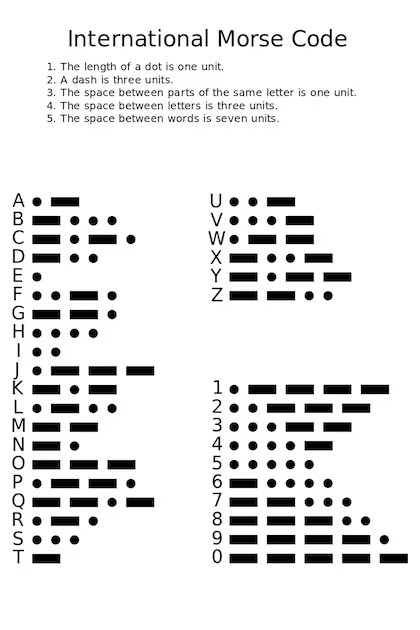 International Morse Code
1. The length of a dot is one unit.
2. A dash is three units.
3. The space between parts of the same letter is one unit.
4. The space between letters is three units.
5. The space between words is seven units.
A
B
C
D
E
F
G
H
I
J
K
L
M
N
O
P
Q
R
S
T
U
V
W
X
Y
Z
1
2
3
4
5
6
7
8
9
0